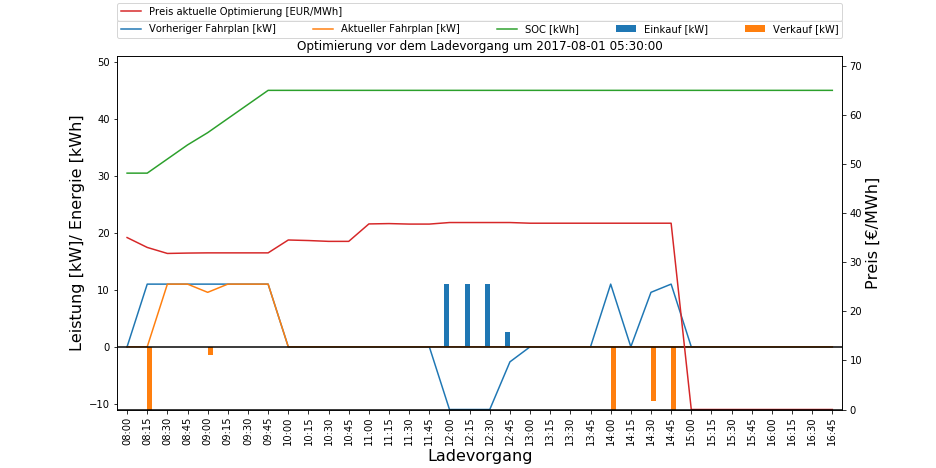 Preis aktuelle Optimierung [EUR/MWh]
Vorheriger Fahrplan [kW] Aktueller Fahrplan [kW] SOC [kWh] Einkauf [kW] Verkauf [kW]
Optimierung vor dem Ladevorgang um 2017-08-01 05:30:00
Leistung [kW]/ Energie [kWh]
50
40
30
20
10
0
−10
70
60
50
40
30
20
10
0
Preis [€/MWh]
08:00 08:15 08:30 08:45 09:00 09:15 09:30 09:45 10:00 10:15 10:30 10:45 11:00 11:15 11:30 11:45 12:00 12:15 12:30 12:45 13:00 13:15 13:30 13:45 14:00 14:15 14:30 14:45 15:00 15:15 15:30 15:45 16:00 16:15 16:30 16:45
Ladevorgang